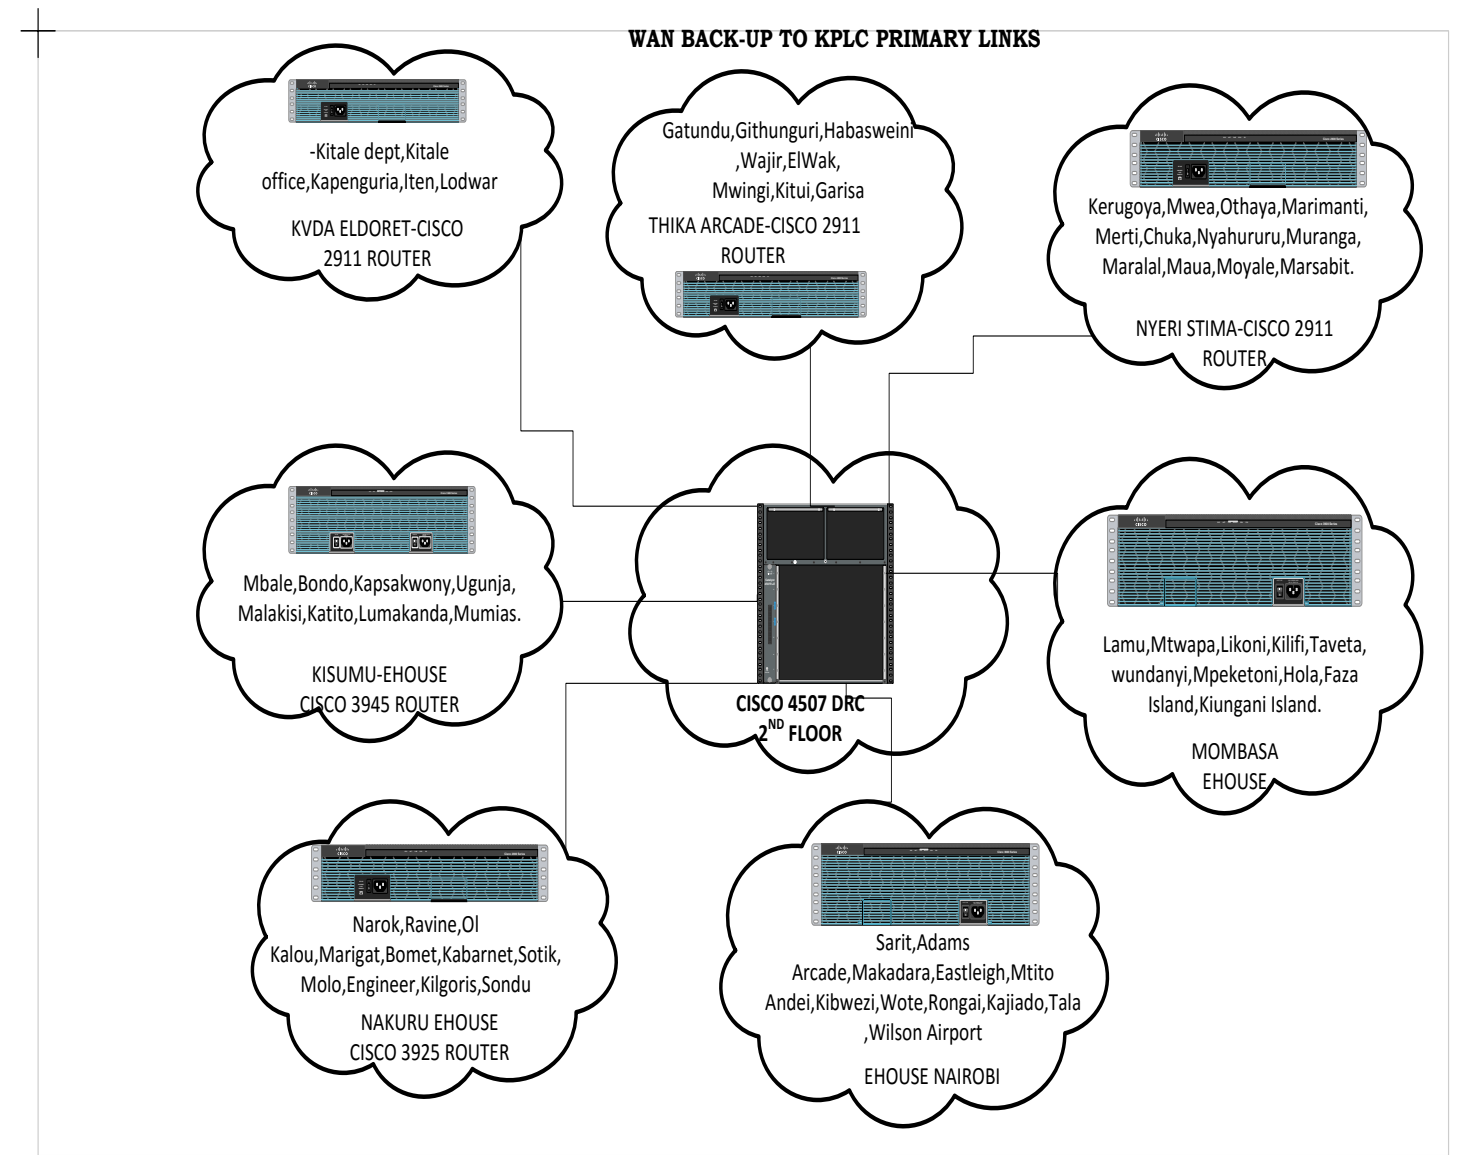 WAN BACK-UP TO KPLC PRIMARY LINKS
-Kitale dept,Kitale
office,Kapenguria,Iten,Lodwar
KVDA ELDORET-CISCO
2911 ROUTER
Gatundu,Githunguri,Habasweini
,Wajir,ElWak,
Mwingi,Kitui,Garisa
THIKA ARCADE-CISCO 2911
ROUTER
Kerugoya,Mwea,Othaya,Marimanti,
Merti,Chuka,Nyahururu,Muranga,
Maralal,Maua,Moyale,Marsabit.
NYERI STIMA-CISCO 2911
ROUTER
Mbale,Bondo,Kapsakwony,Ugunja,
Malakisi,Katito,Lumakanda,Mumias.
KISUMU-EHOUSE
CISCO 3945 ROUTER
CISCO 4507 DRC
2ND FLOOR
Lamu,Mtwapa,Likoni,Kilifi,Taveta,
wundanyi,Mpeketoni,Hola,Faza
Island,Kiungani Island.
MOMBASA
EHOUSE
Narok,Ravine,Ol
Kalou,Marigat,Bomet,Kabarnet,Sotik,
Molo,Engineer,Kilgoris,Sondu
NAKURU EHOUSE
CISCO 3925 ROUTER
Sarit,Adams
Arcade,Makadara,Eastleigh,Mtito
Andei,Kibwezi,Wote,Rongai,Kajiado,Tala
,Wilson Airport
EHOUSE NAIROBI